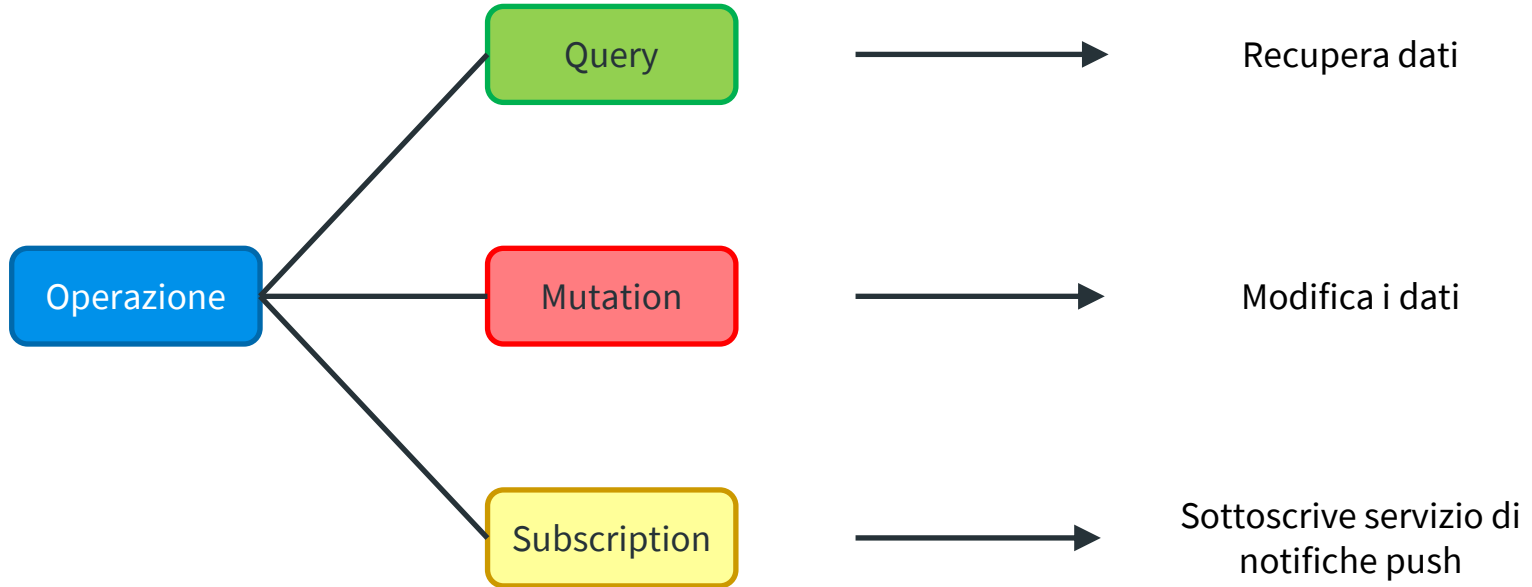 Query
Recupera dati
Operazione
Mutation
Modifica i dati
Subscription
Sottoscrive servizio di
notifiche push